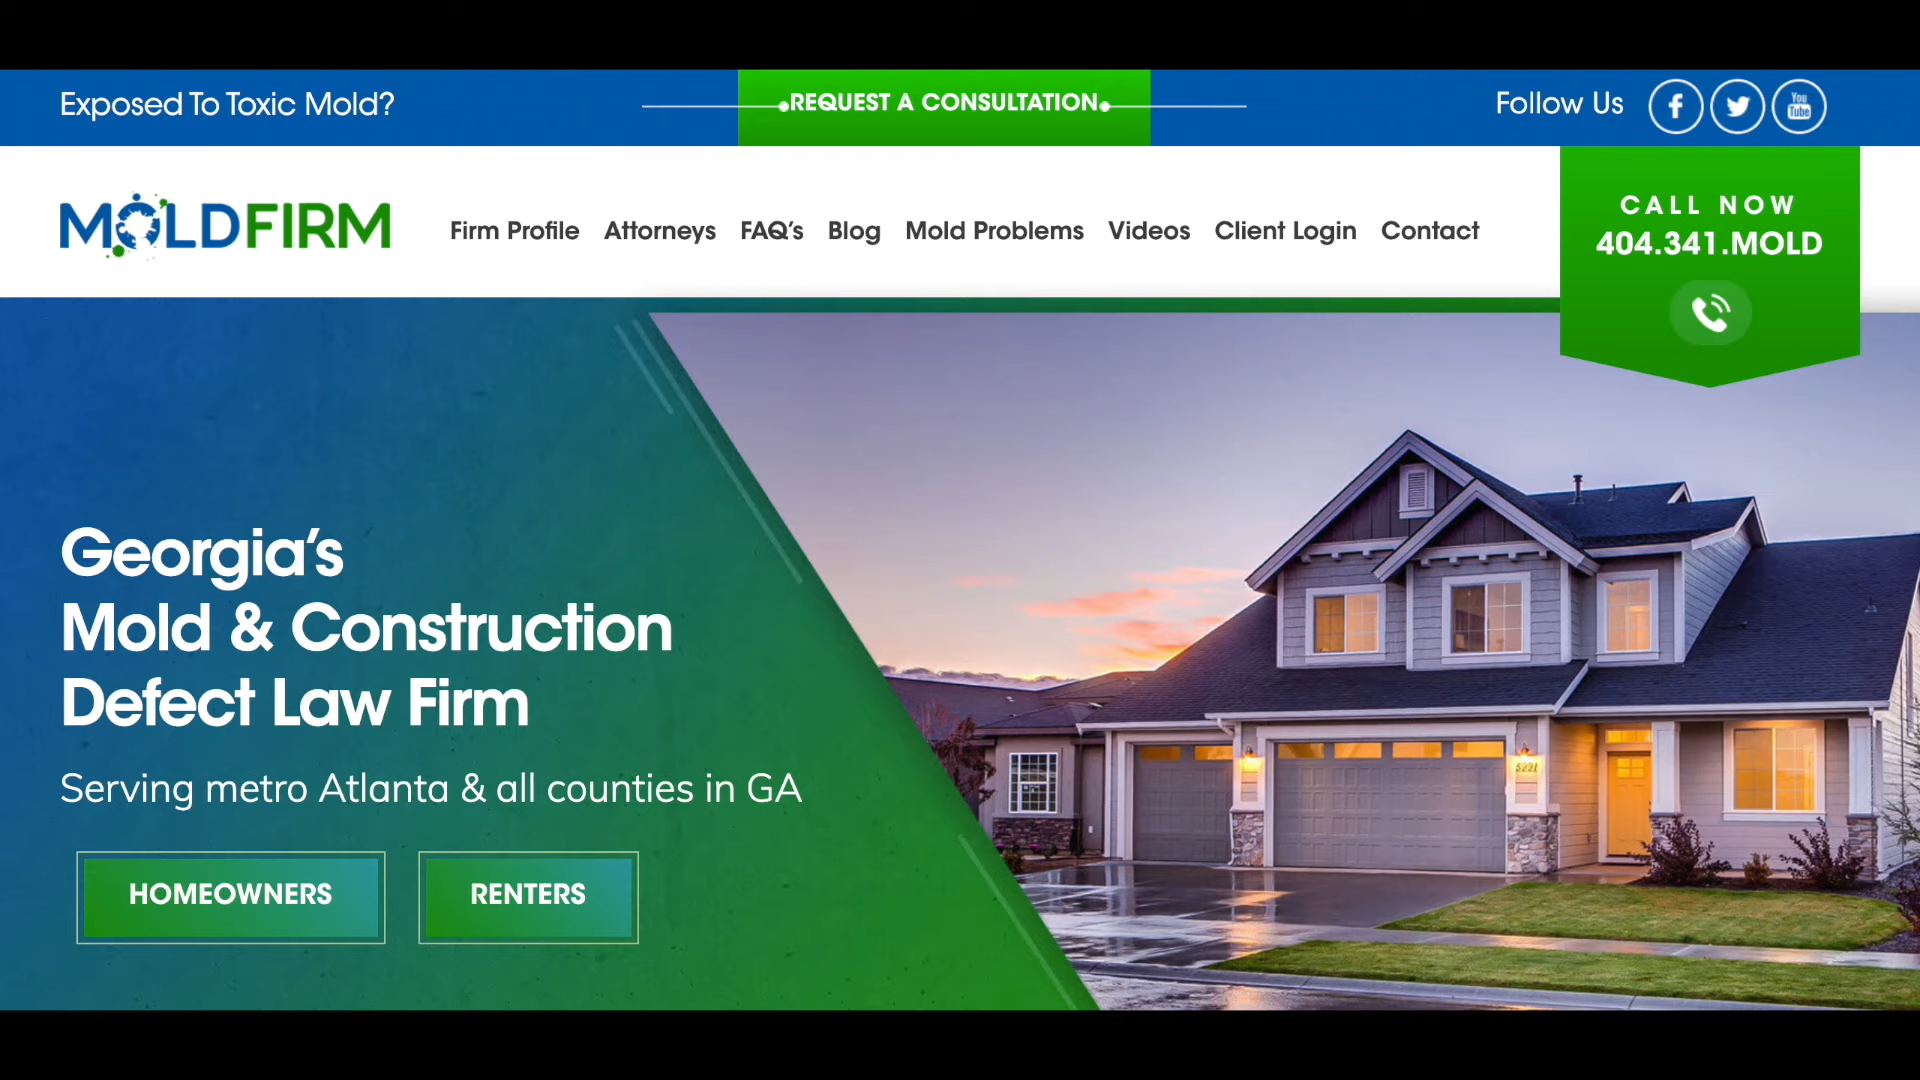 Exposed To Toxic Mold?
REQUEST A CONSULTATION
Follow Us
You
Tube
MOLDFIRM
Firm Profile Attorneys FAQ's Blog Mold Problems Videos Client Login Contact
CALL NOW
404.341.MOLD
Georgia's
Mold & Construction
Defect Law Firm
Serving metro Atlanta & all counties in GA
HOMEOWNERS
RENTERS